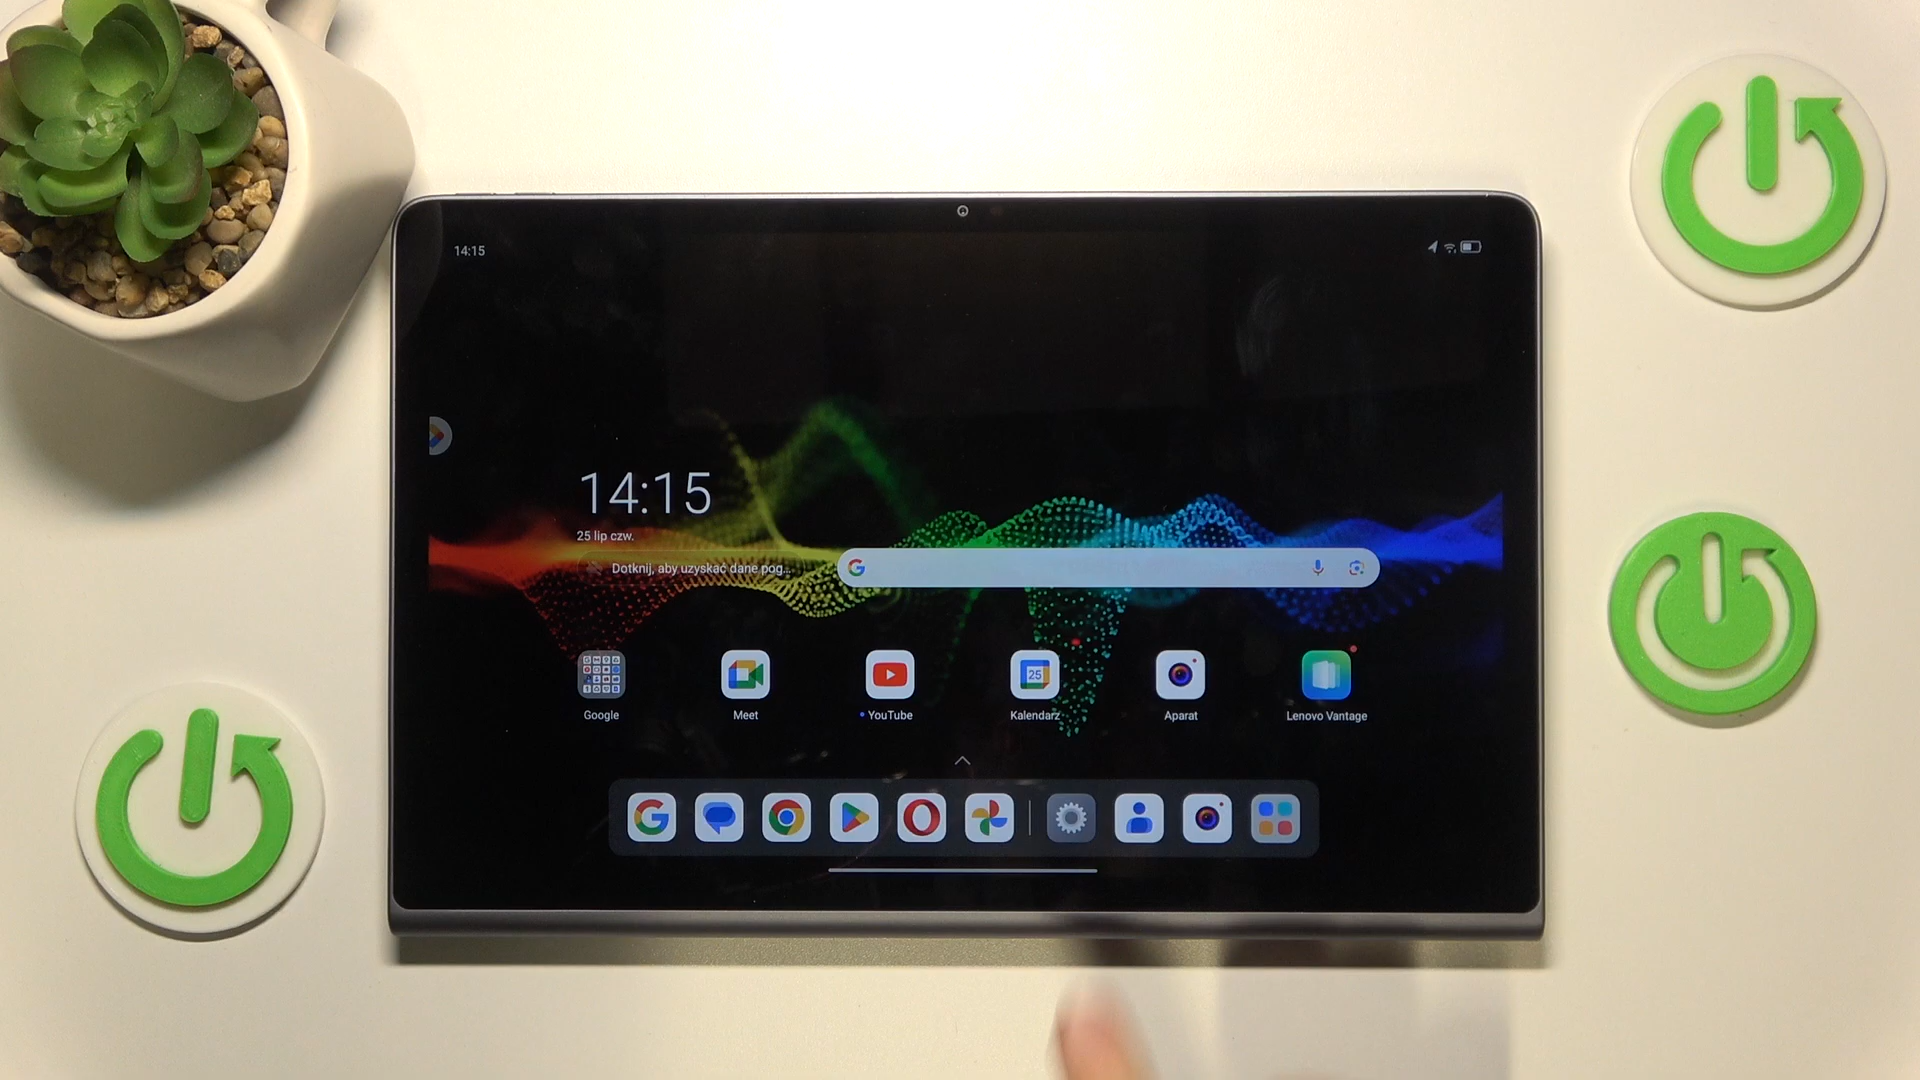 14:15
14:15
25 lip czw.
Dotknij, aby uzyskać dane pog...
Google
Meet
YouTube
25
Kalendarz
Aparat
Lenovo Vantage